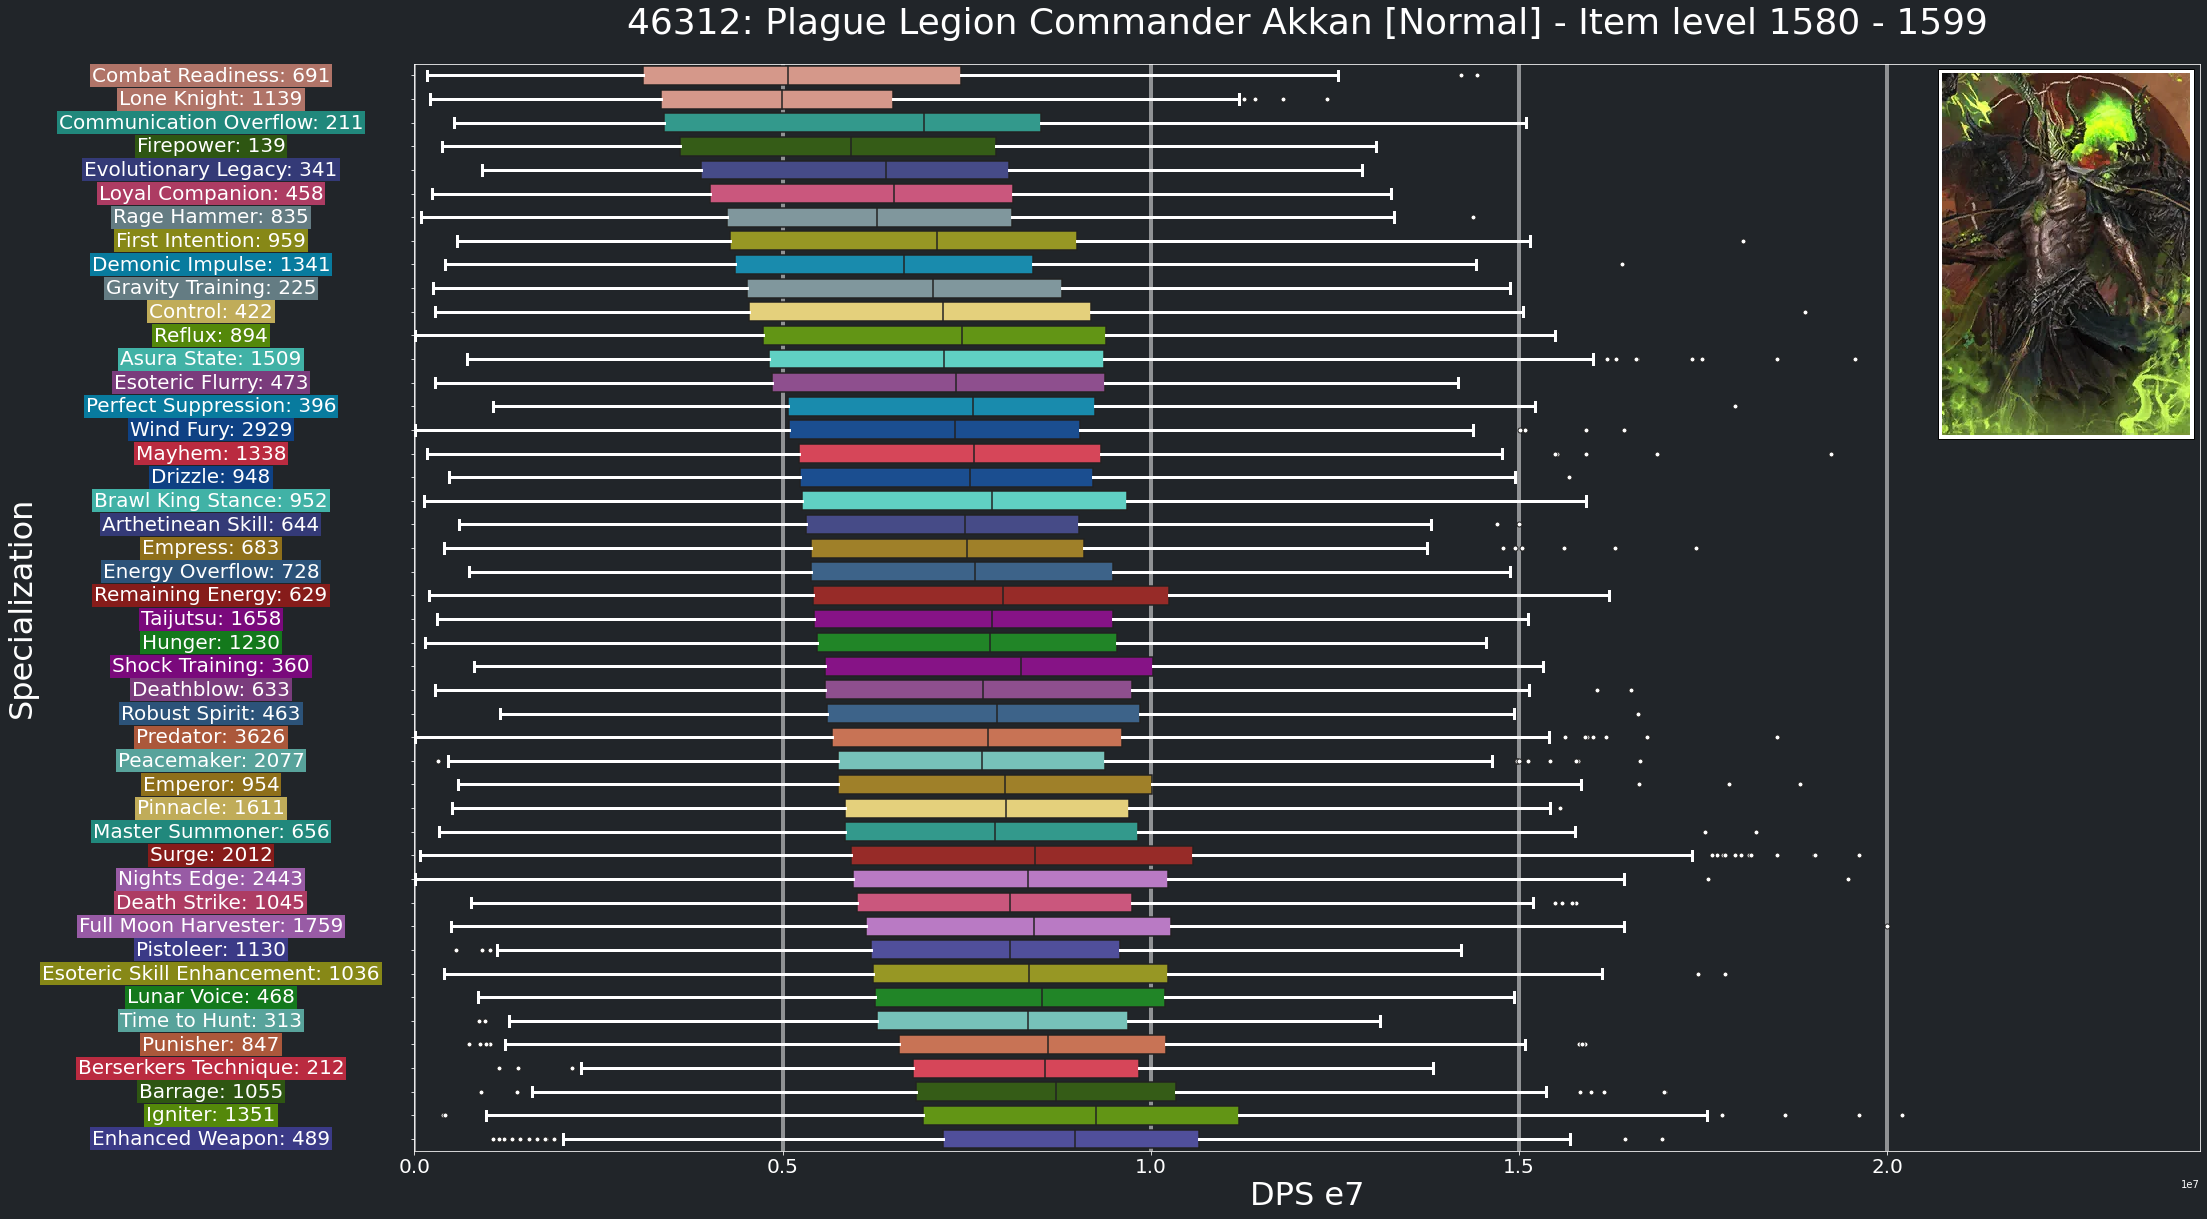 46312: Plague Legion Commander Akkan [Normal] - Item level 1580 - 1599
Specialization
Combat Readiness: 691
Lone Knight: 1139
Communication Overflow: 211
Firepower: 139
Evolutionary Legacy: 341
Loyal Companion: 458
Rage Hammer: 835
First Intention: 959
Demonic Impulse: 1341
Gravity Training: 225
Control: 422
Reflux: 894
Asura State: 1509
Esoteric Flurry: 473
Perfect Suppression: 396
Wind Fury: 2929
Mayhem: 1338
Drizzle: 948
Brawl King Stance: 952
Arthetinean Skill: 644
Empress: 683
Energy Overflow: 728
Remaining Energy: 629
Taijutsu: 1658
Hunger: 1230
Shock Training: 360
Deathblow: 633
Robust Spirit: 463
Predator: 3626
Peacemaker: 2077
Emperor: 954
Pinnacle: 1611
Master Summoner: 656
Surge: 2012
Nights Edge: 2443
Death Strike: 1045
Full Moon Harvester: 1759
Pistoleer: 1130
Esoteric Skill Enhancement: 1036
Lunar Voice: 468
Time to Hunt: 313
Punisher: 847
Berserkers Technique: 212
Barrage: 1055
Igniter: 1351
Enhanced Weapon: 489
0.0 0.5 1.0 1.5 2.0
DPS e7
1e7